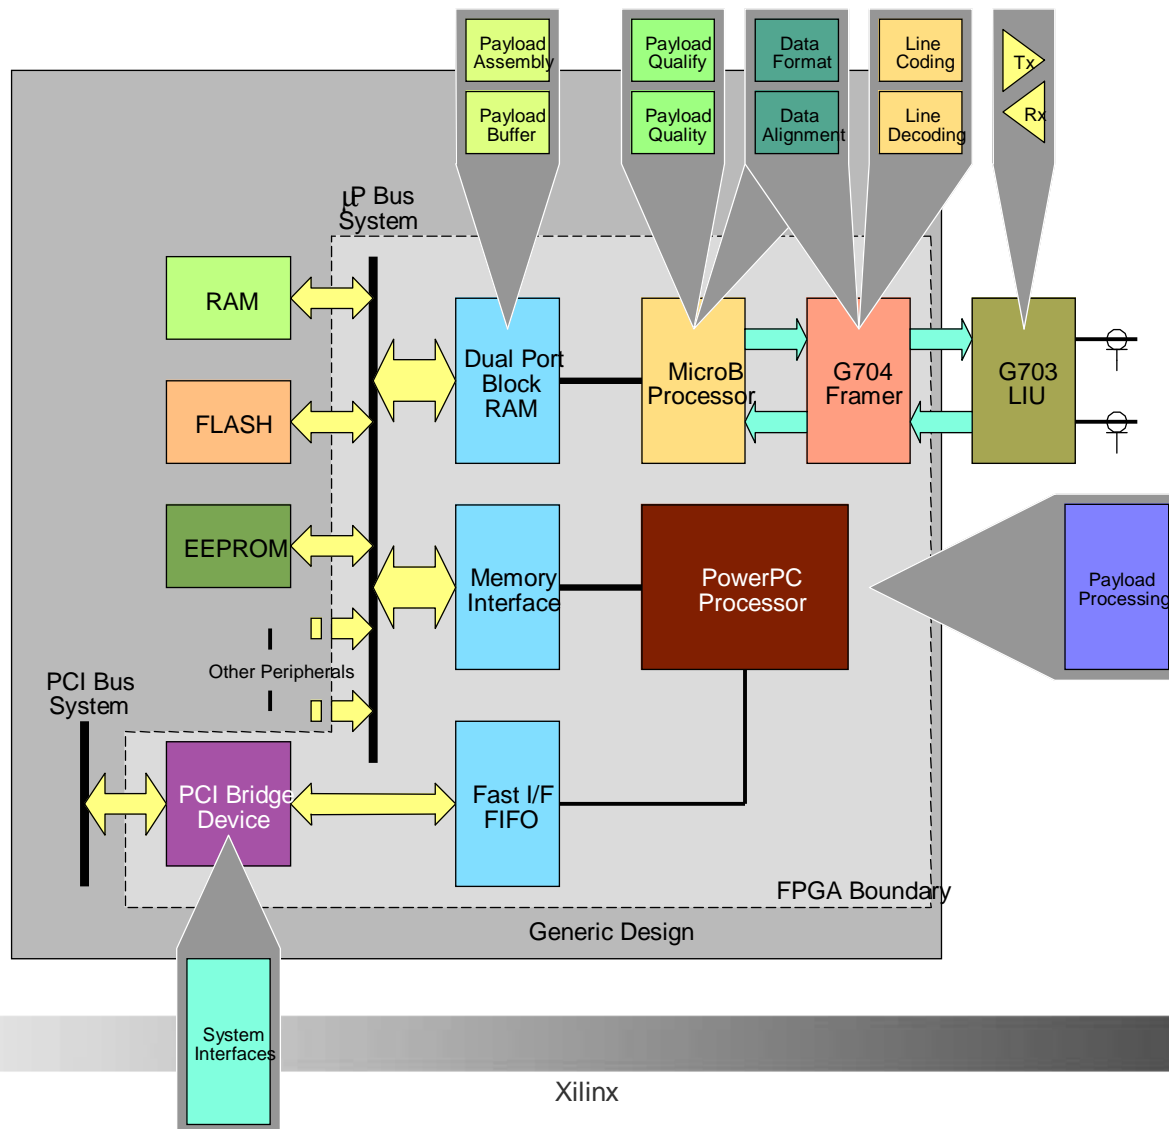 Payload
Assembly
Payload
Buffer
Payload
Qualify
Payload
Quality
Data
Format
Data
Alignment
Line
Coding
Line
Decoding
Tx
Rx
µP Bus
System
RAM
FLASH
EEPROM
Other Peripherals
Dual Port
Block
RAM
MicroB
Processor
G704
Framer
G703
LIU
Memory
Interface
PowerPC
Processor
Payload
Processing
PCI Bus
System
PCI Bridge
Device
Fast I/F
FIFO
FPGA Boundary
Generic Design
System
Interfaces
Xilinx